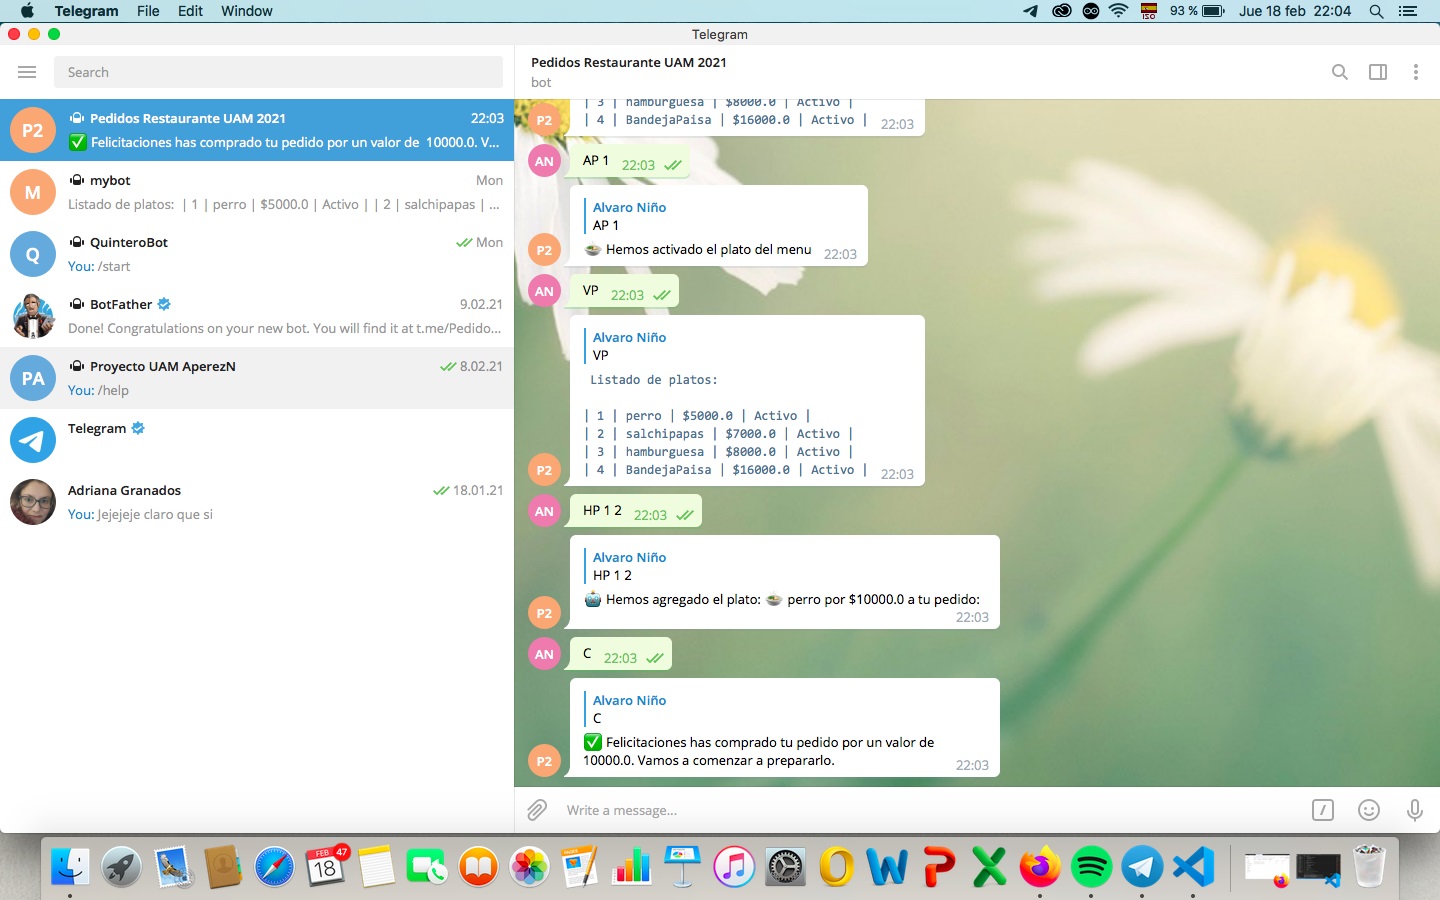 Telegram File Edit Window
ISO 93 % Jue 18 feb 22:04
Telegram
Search
P2
Pedidos Restaurante UAM 2021 22:03
✅ Felicitaciones has comprado tu pedido por un valor de 10000.0. V...
M
mybot Mon
Listado de platos: | 1 | perro | $5000.0 | Activo | | 2 | salchipapas | ...
Q
QuinteroBot Mon
You: /start
BotFather 9.02.21
Done! Congratulations on your new bot. You will find it at t.me/Pedido...
PA
Proyecto UAM AperezN 8.02.21
You: /help
Telegram
Adriana Granados 18.01.21
You: Jejejeje claro que si
Pedidos Restaurante UAM 2021
bot
| 3 | hamburguesa | $8000.0 | Activo |
| 4 | BandejaPaisa | $16000.0 | Activo | 22:03
P2
AN
AP 1 22:03
Alvaro Niño
AP 1
🍲 Hemos activado el plato del menu 22:03
P2
AN
VP 22:03
Alvaro Niño
VP
Listado de platos:
| 1 | perro | $5000.0 | Activo |
| 2 | salchipapas | $7000.0 | Activo |
| 3 | hamburguesa | $8000.0 | Activo |
| 4 | BandejaPaisa | $16000.0 | Activo | 22:03
P2
AN
HP 1 2 22:03
Alvaro Niño
HP 1 2
🤖 Hemos agregado el plato: 🍲 perro por $10000.0 a tu pedido:
22:03
P2
AN
C 22:03
Alvaro Niño
C
✅ Felicitaciones has comprado tu pedido por un valor de
10000.0. Vamos a comenzar a prepararlo. 22:03
P2
Write a message...
FEB 47
18